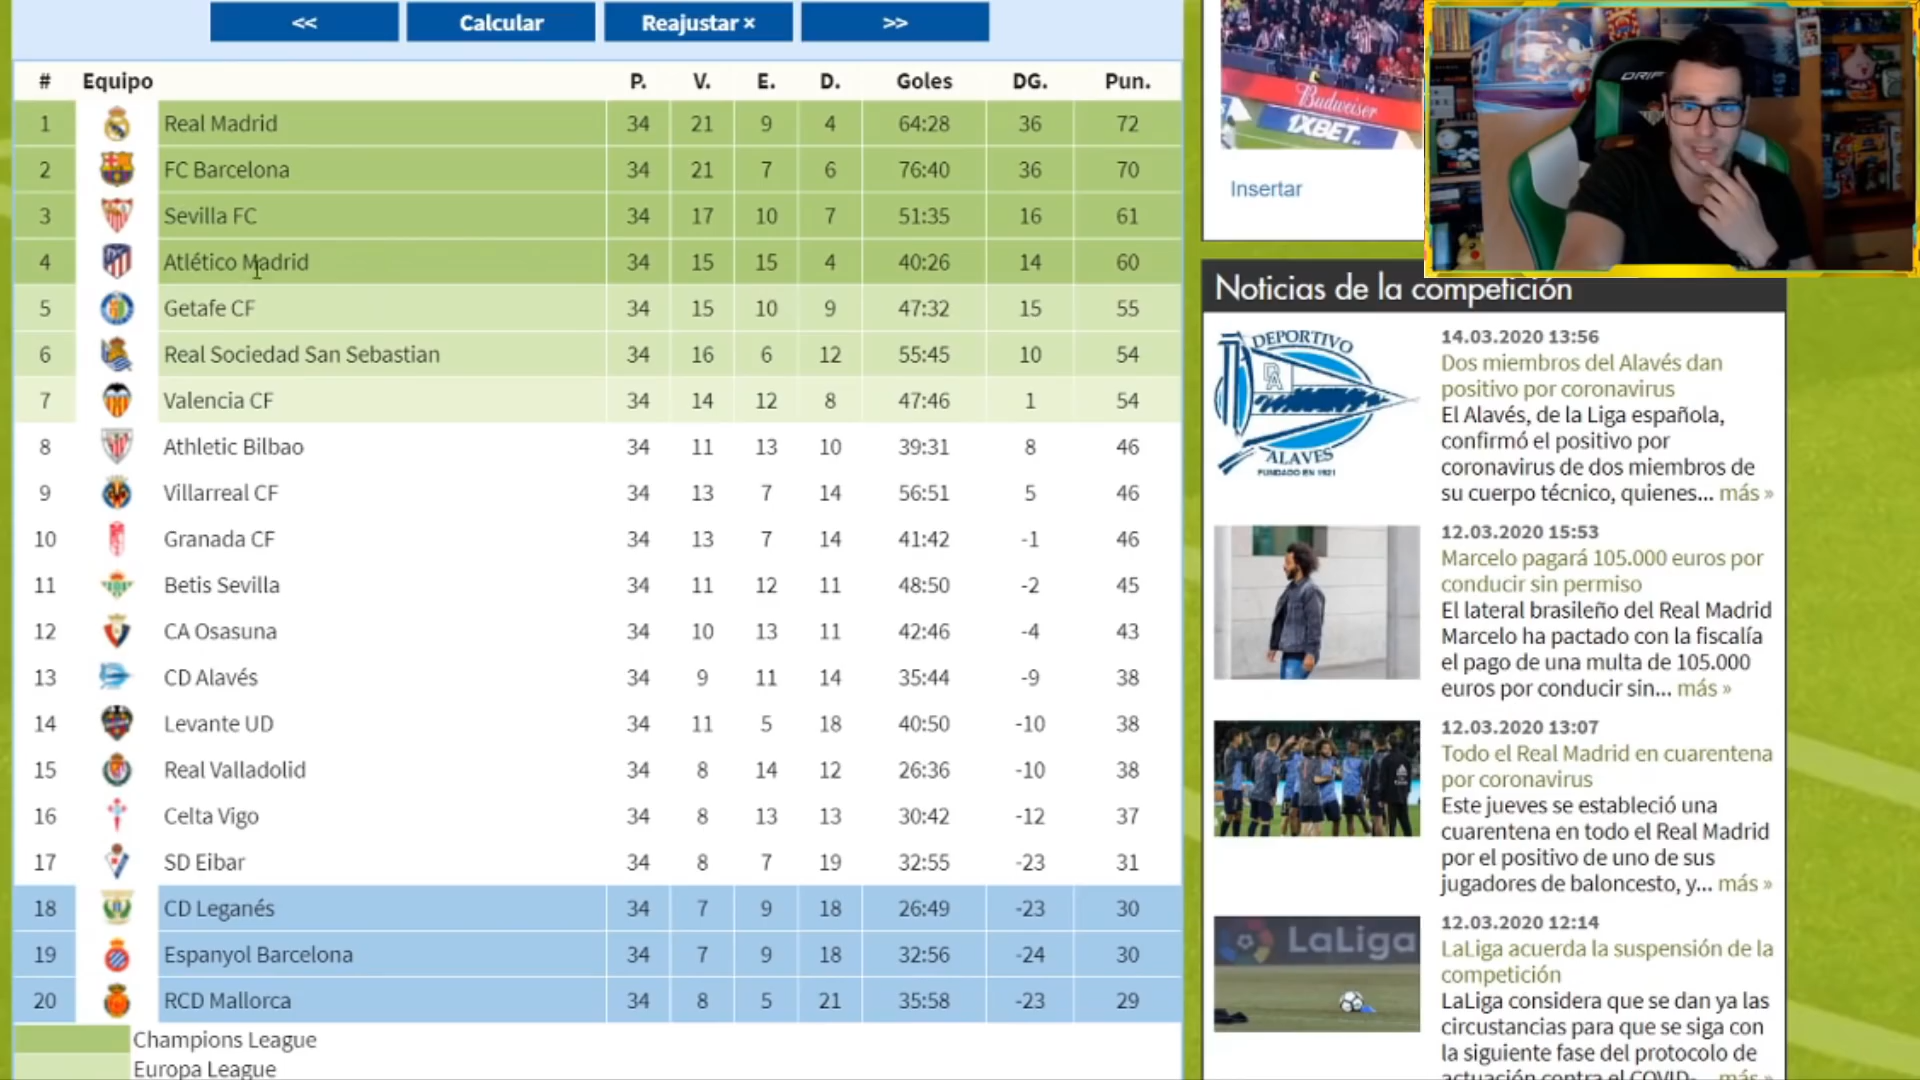 <<
Calcular
Reajustar ×
>>
# Equipo P. V. E. D. Goles DG. Pun.
1 Real Madrid 34 21 9 4 64:28 36 72
2 FC Barcelona 34 21 7 6 76:40 36 70
3 Sevilla FC 34 17 10 7 51:35 16 61
4 Atlético Madrid 34 15 15 4 40:26 14 60
5 Getafe CF 34 15 10 9 47:32 15 55
6 Real Sociedad San Sebastian 34 16 6 12 55:45 10 54
7 Valencia CF 34 14 12 8 47:46 1 54
8 Athletic Bilbao 34 11 13 10 39:31 8 46
9 Villarreal CF 34 13 7 14 56:51 5 46
10 Granada CF 34 13 7 14 41:42 -1 46
11 Betis Sevilla 34 11 12 11 48:50 -2 45
12 CA Osasuna 34 10 13 11 42:46 -4 43
13 CD Alavés 34 9 11 14 35:44 -9 38
14 Levante UD 34 11 5 18 40:50 -10 38
15 Real Valladolid 34 8 14 12 26:36 -10 38
16 Celta Vigo 34 8 13 13 30:42 -12 37
17 SD Eibar 34 8 7 19 32:55 -23 31
18 CD Leganés 34 7 9 18 26:49 -23 30
19 Espanyol Barcelona 34 7 9 18 32:56 -24 30
20 RCD Mallorca 34 8 5 21 35:58 -23 29
Champions League
Europa League
Budweiser
1XBET
Insertar
DRIF
Noticias de la competición
DEPORTIVO
ALAVES
FUNDADO EN 1921
14.03.2020 13:56
Dos miembros del Alavés dan
positivo por coronavirus
El Alavés, de la Liga española,
confirmó el positivo por
coronavirus de dos miembros de
su cuerpo técnico, quienes... más »
12.03.2020 15:53
Marcelo pagará 105.000 euros por
conducir sin permiso
El lateral brasileño del Real Madrid
Marcelo ha pactado con la fiscalía
el pago de una multa de 105.000
euros por conducir sin... más »
12.03.2020 13:07
Todo el Real Madrid en cuarentena
por coronavirus
Este jueves se estableció una
cuarentena en todo el Real Madrid
por el positivo de uno de sus
jugadores de baloncesto, y... más »
LaLiga
12.03.2020 12:14
LaLiga acuerda la suspensión de la
competición
LaLiga considera que se dan ya las
circunstancias para que se siga con
la siguiente fase del protocolo de
actuación contra el COVID-... más »